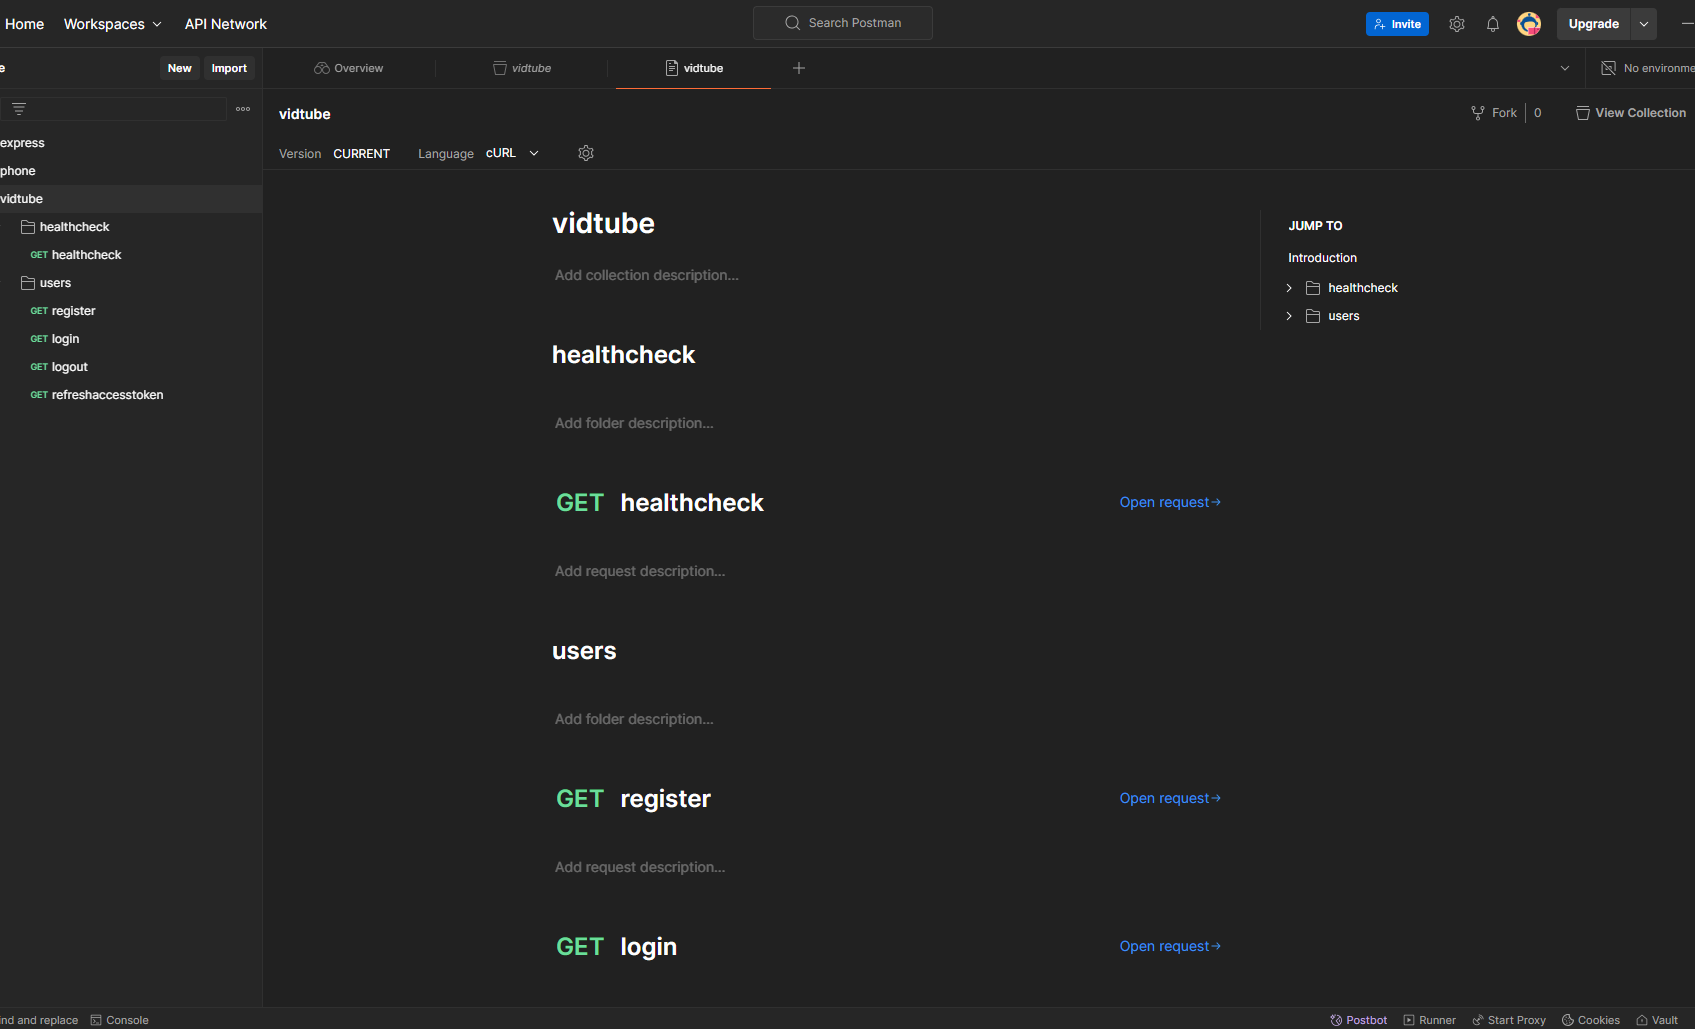 Home Workspaces API Network Search Postman Invite Upgrade
New Import Overview vidtube vidtube No environme
vidtube Fork 0 View Collection
Version CURRENT Language cURL
express
phone
vidtube
healthcheck
GET healthcheck
users
GET register
GET login
GET logout
GET refreshaccesstoken
vidtube
Add collection description...
healthcheck
Add folder description...
GET healthcheck Open request
Add request description...
users
Add folder description...
GET register Open request
Add request description...
GET login Open request
JUMP TO
Introduction
healthcheck
users
ind and replace Console Postbot Runner Start Proxy Cookies Vault